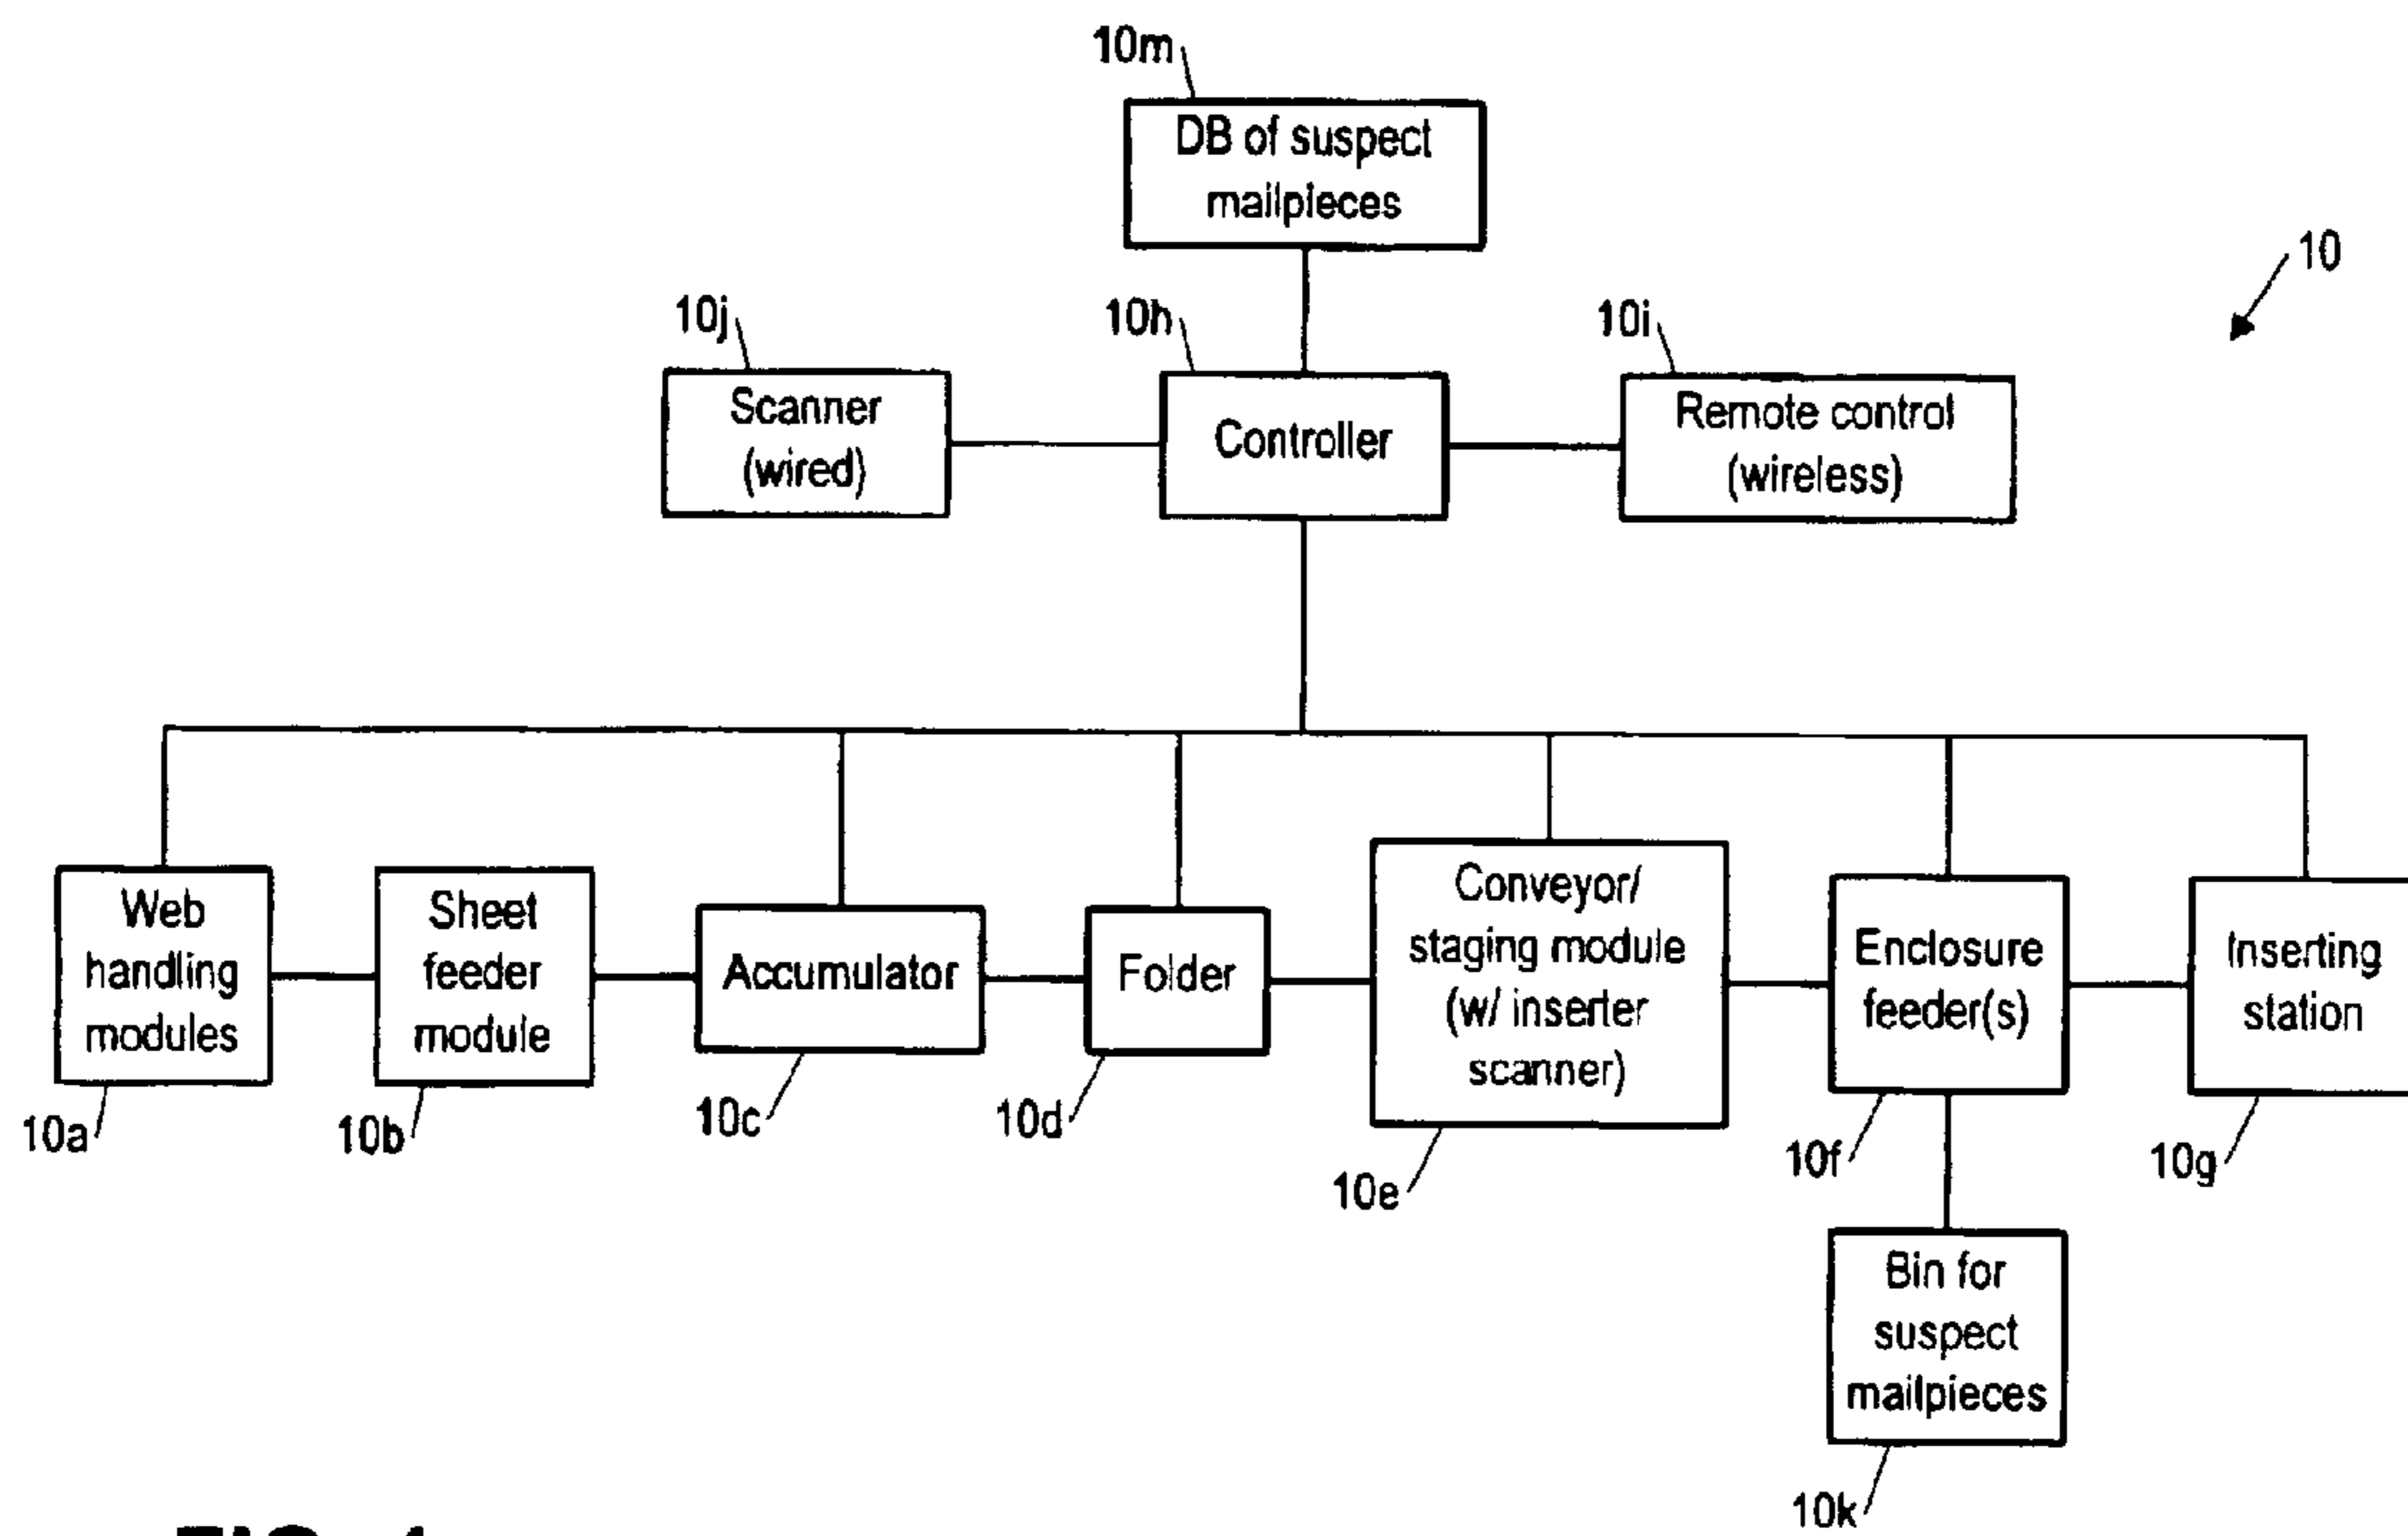 10m
DB of suspect
mailpieces
10
10j
10h
10i
Scanner
(wired)
Controller
Remote control
(wireless)
Web
handling
modules
Sheet
feeder
module
Accumulator
Folder
Conveyor/
staging module
(w/ inserter
scanner)
Enclosure
feeder(s)
Inserting
station
10a
10b
10c
10d
10e
10f
10g
Bin for
suspect
mailpieces
10k